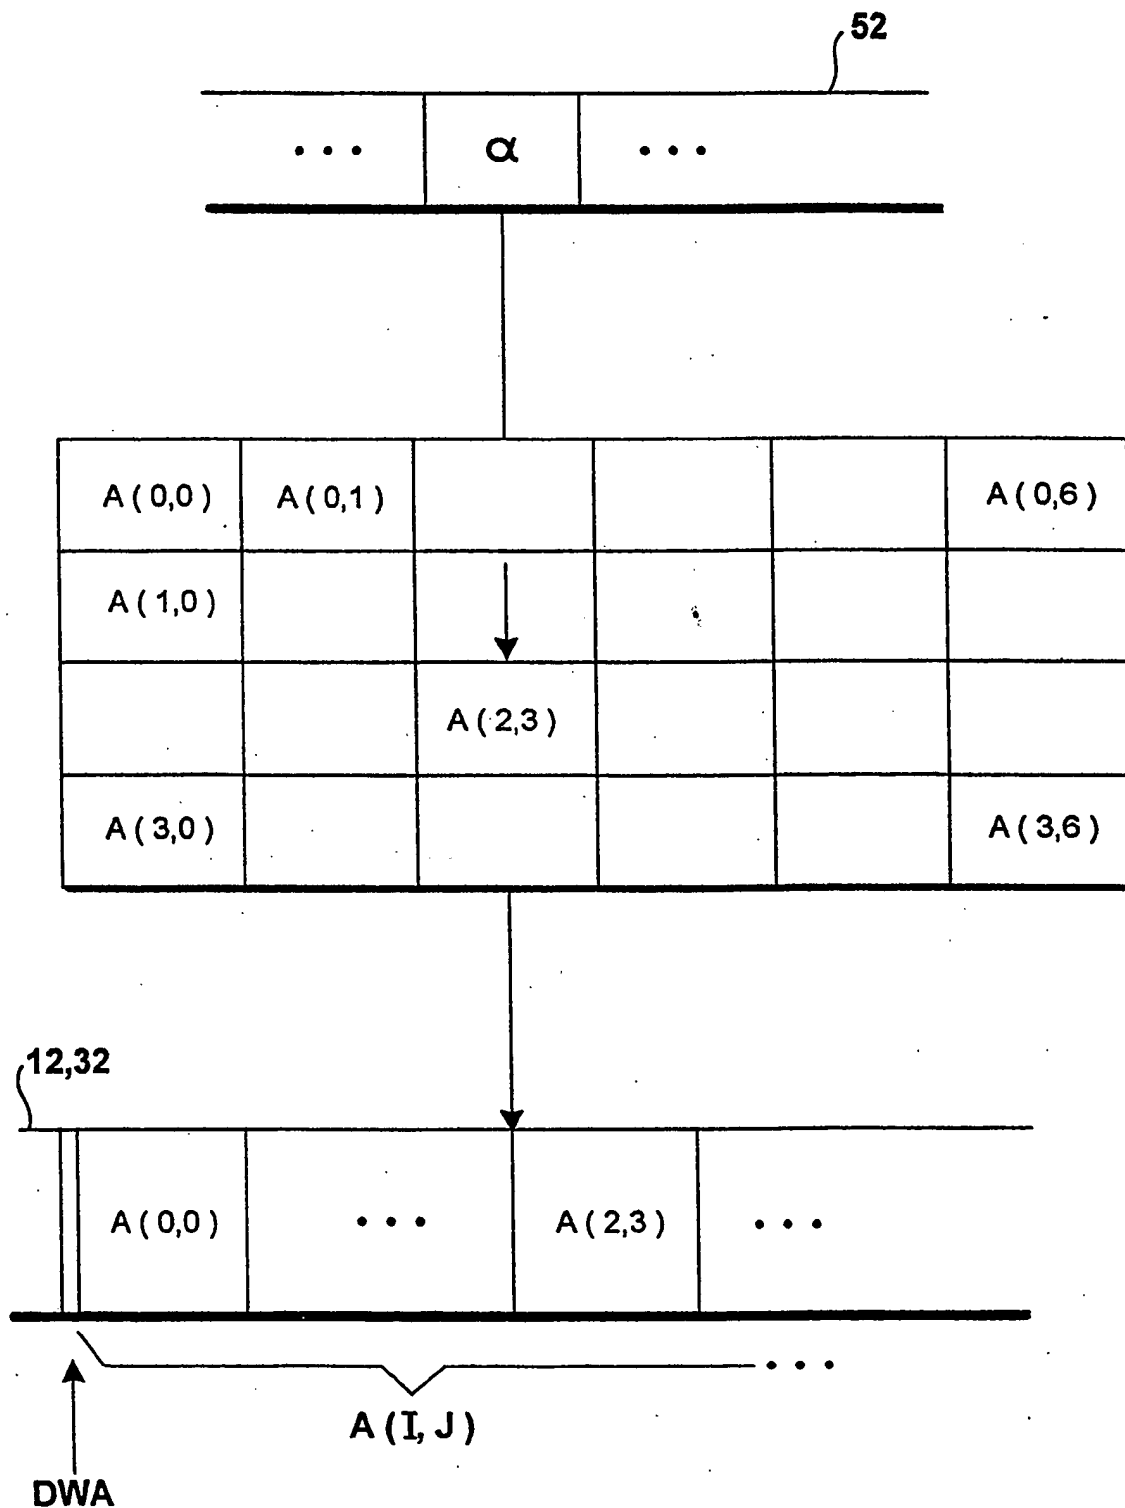 52
• • • α • • •
A ( 0,0 ) A ( 0,1 ) A ( 0,6 )
A ( 1,0 )
A ( 2,3 )
A ( 3,0 ) A ( 3,6 )
12,32
A ( 0,0 ) • • • A ( 2,3 ) • • •
• • •
A ( I, J )
DWA